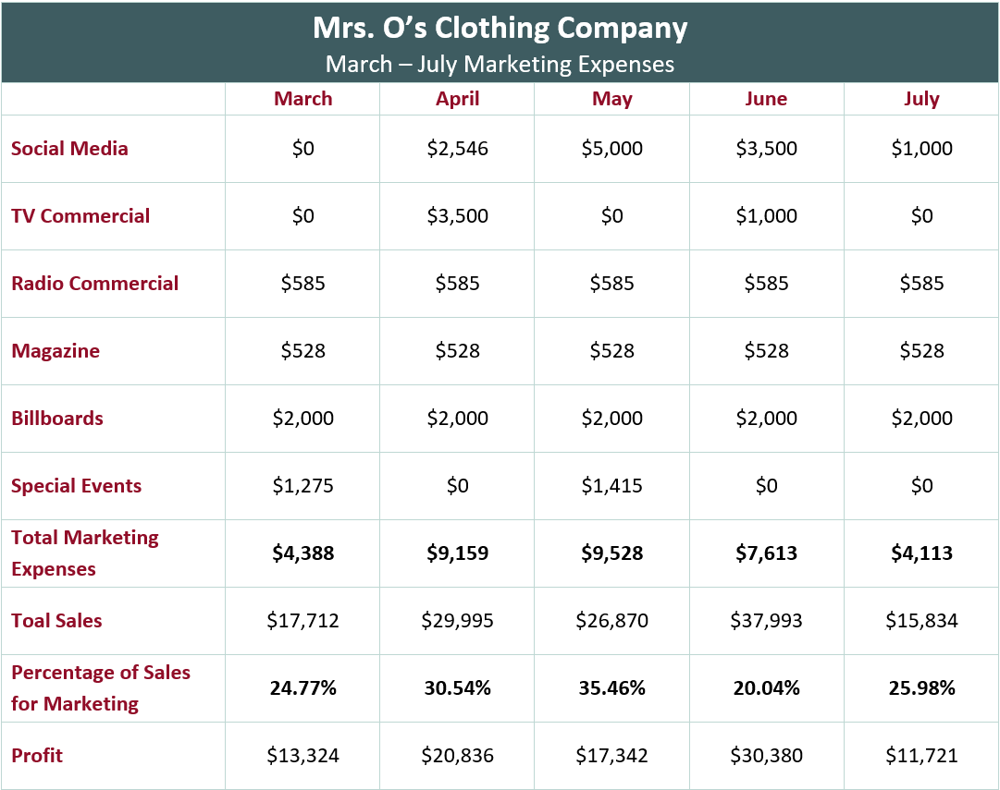 Mrs. O’s Clothing Company
March – July Marketing Expenses
March April May June July
Social Media $0 $2,546 $5,000 $3,500 $1,000
TV Commercial $0 $3,500 $0 $1,000 $0
Radio Commercial $585 $585 $585 $585 $585
Magazine $528 $528 $528 $528 $528
Billboards $2,000 $2,000 $2,000 $2,000 $2,000
Special Events $1,275 $0 $1,415 $0 $0
Total Marketing
Expenses $4,388 $9,159 $9,528 $7,613 $4,113
Toal Sales $17,712 $29,995 $26,870 $37,993 $15,834
Percentage of Sales
for Marketing 24.77% 30.54% 35.46% 20.04% 25.98%
Profit $13,324 $20,836 $17,342 $30,380 $11,721